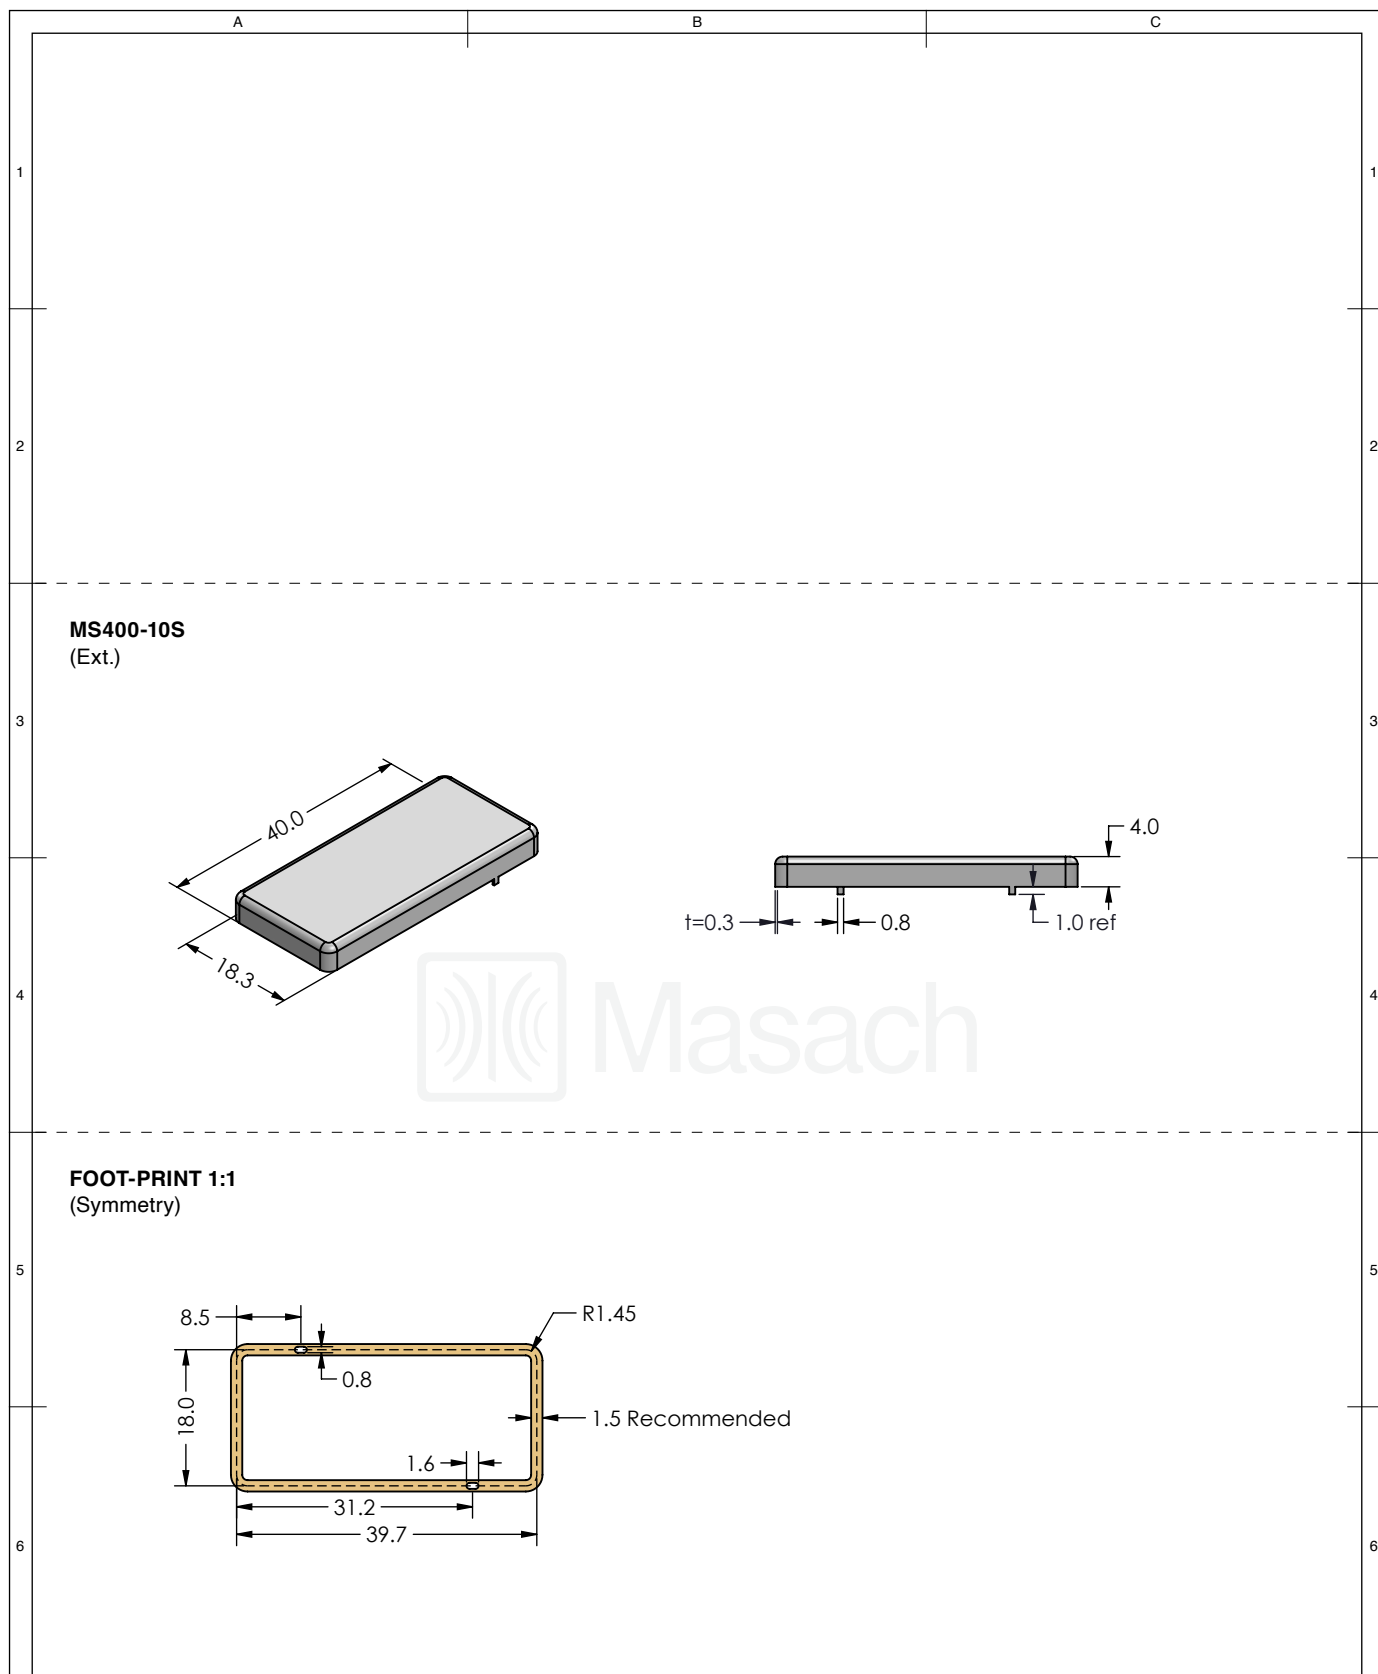 A B C
1 1
2 2
MS400-10S
(Ext.)
3 3
40.0
18.3
4.0
t=0.3
0.8
1.0 ref
4 4
Masach
FOOT-PRINT 1:1
(Symmetry)
5 5
8.5
R1.45
0.8
18.0
1.5 Recommended
1.6
31.2
39.7
6 6